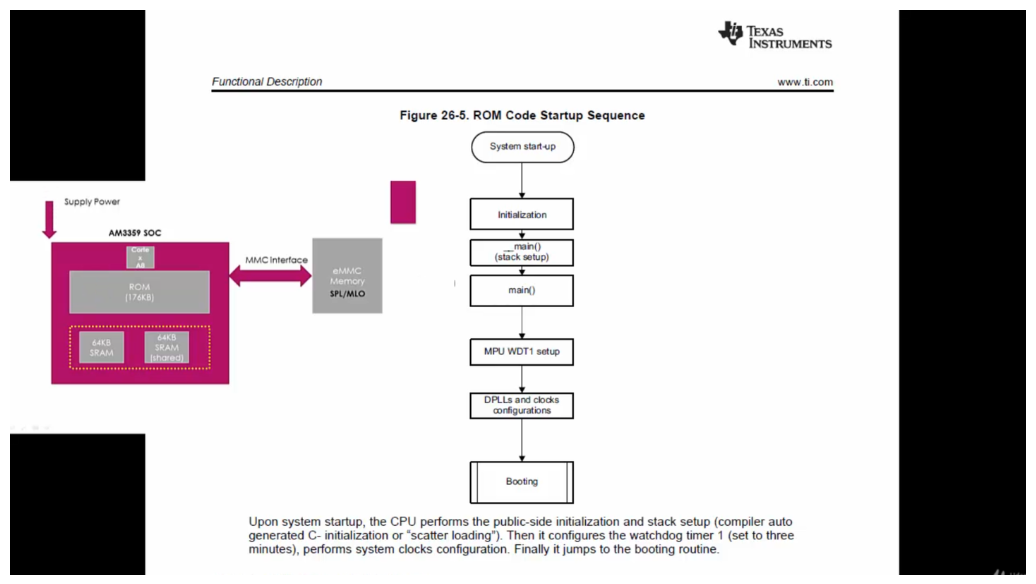 TEXAS
INSTRUMENTS
Functional Description
www.ti.com
Figure 26-5. ROM Code Startup Sequence
System start-up
Initialization
__main()
(stack setup)
main()
MPU WDT1 setup
DPLLs and clocks
configurations
Booting
Supply Power
AM3359 SOC
Corte
x
A8
ROM
(176KB)
64KB
SRAM
64KB
SRAM
(shared)
MMC Interface
eMMC
Memory
SPL/MLO
Upon system startup, the CPU performs the public-side initialization and stack setup (compiler auto
generated C- initialization or "scatter loading"). Then it configures the watchdog timer 1 (set to three
minutes), performs system clocks configuration. Finally it jumps to the booting routine.